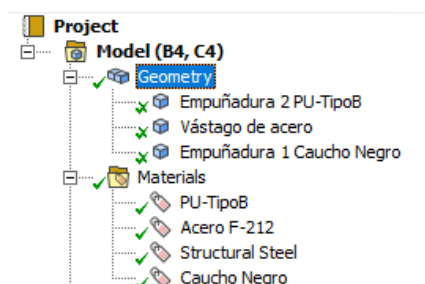 Project
Model (B4, C4)
Geometry
Empuñadura 2 PU-TipoB
Vástago de acero
Empuñadura 1 Caucho Negro
Materials
PU-TipoB
Acero F-212
Structural Steel
Caucho Negro